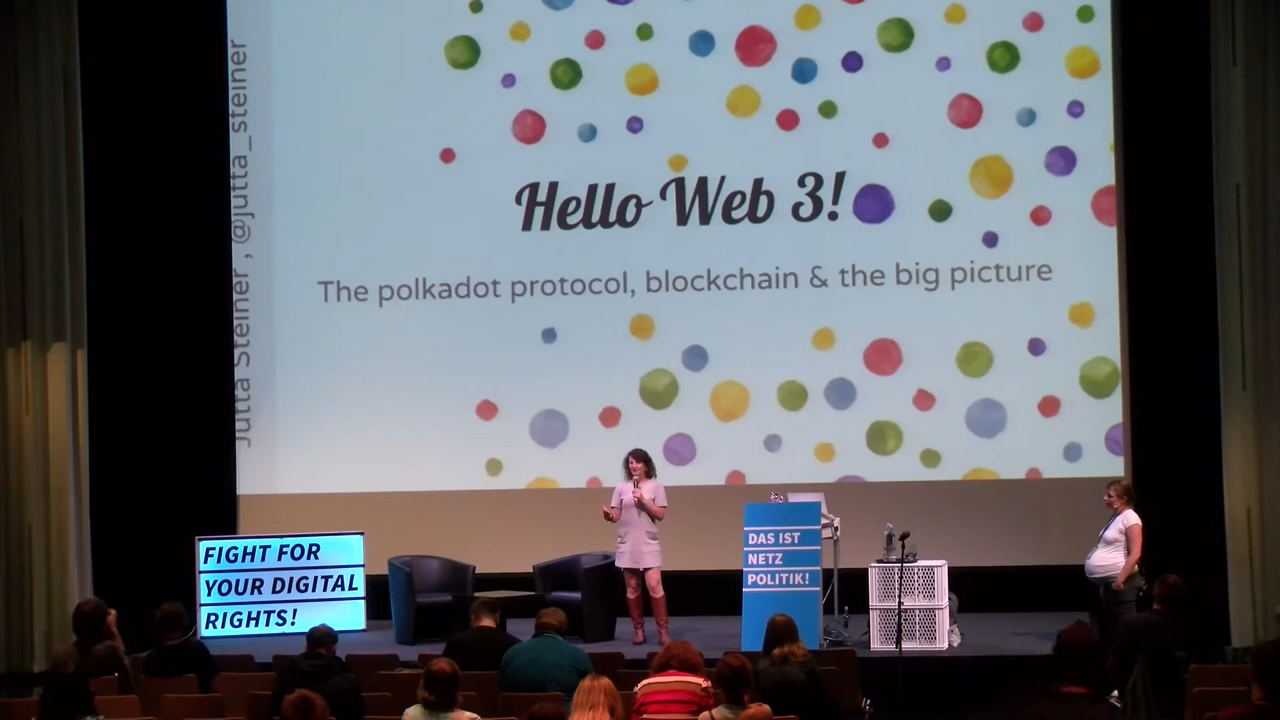 Jutta Steiner , @jutta_steiner
Hello Web 3!
The polkadot protocol, blockchain & the big picture
FIGHT FOR
YOUR DIGITAL
RIGHTS!
DAS IST
NETZ
POLITIK!